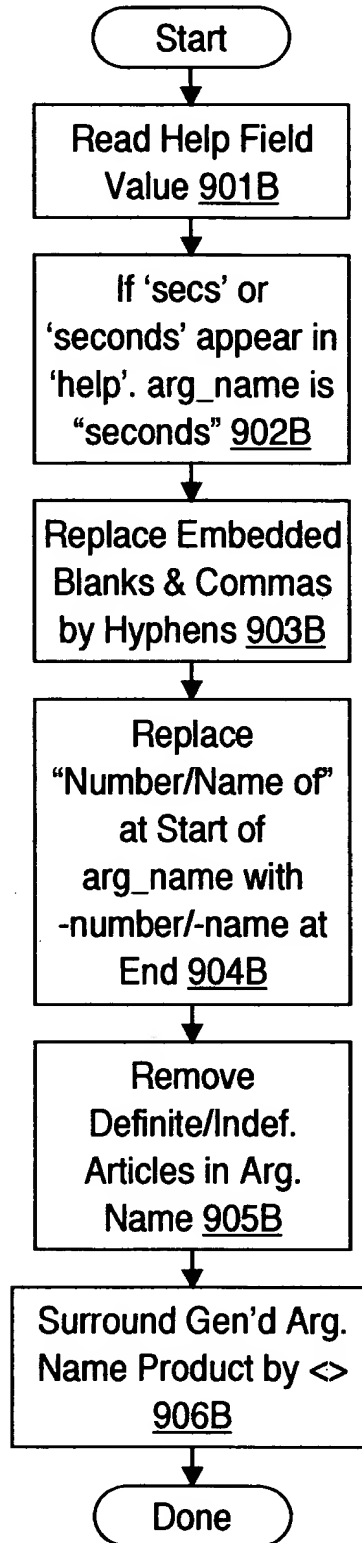 Start
Read Help Field
Value 901B
If ‘secs’ or
‘seconds’ appear in
‘help’. arg_name is
“seconds” 902B
Replace Embedded
Blanks & Commas
by Hyphens 903B
Replace
“Number/Name of”
at Start of
arg_name with
-number/-name at
End 904B
Remove
Definite/Indef.
Articles in Arg.
Name 905B
Surround Gen’d Arg.
Name Product by <>
906B
Done